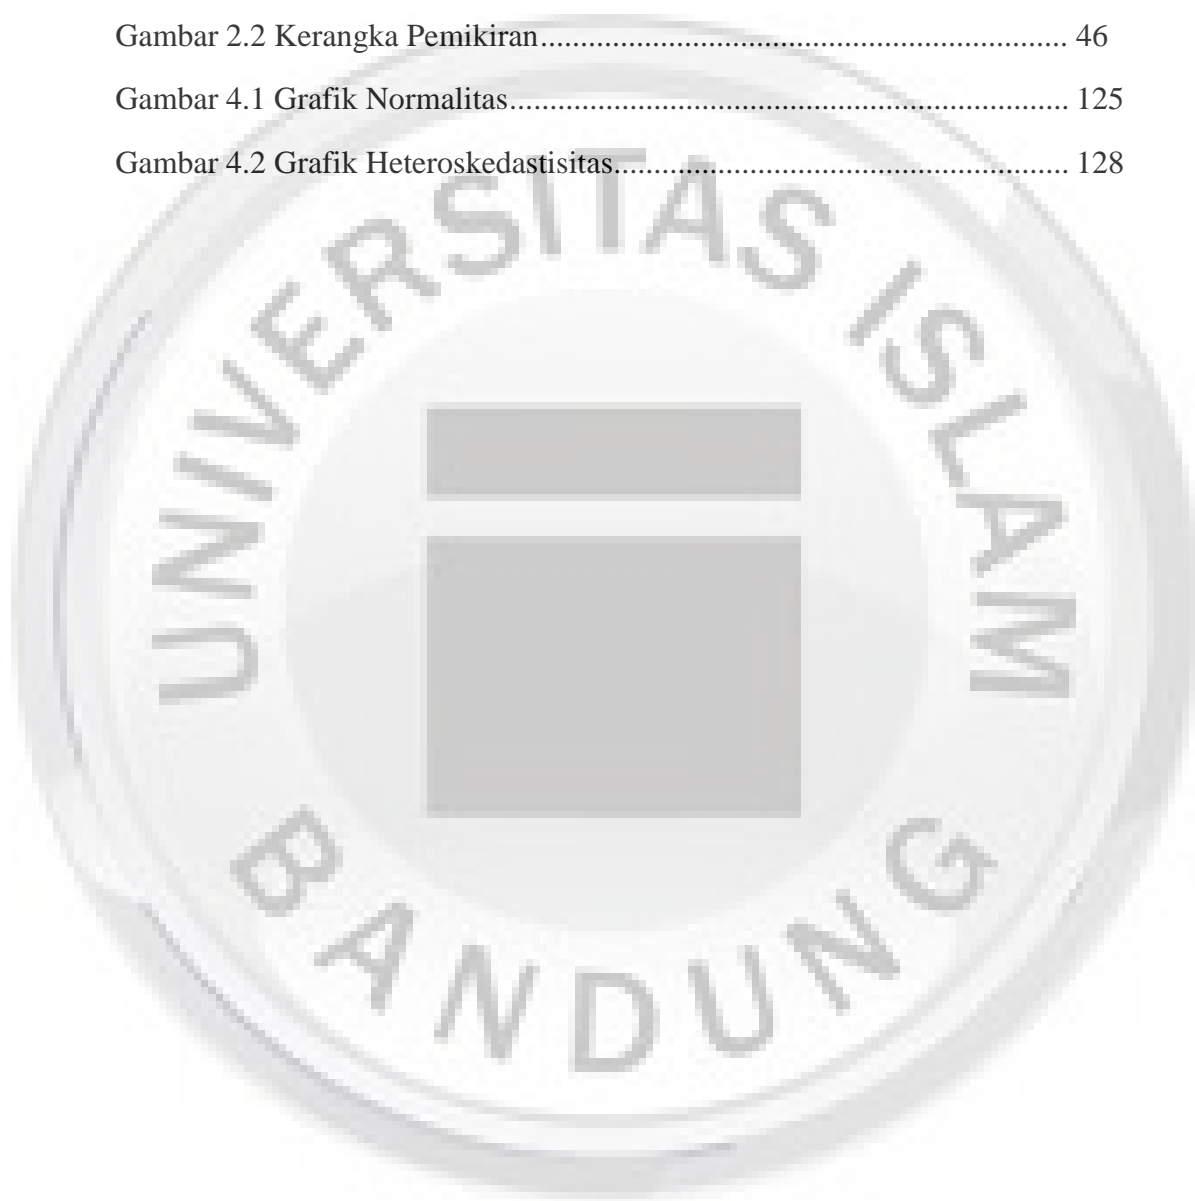 Gambar 2.2 Kerangka Pemikiran.................................................................. 46
Gambar 4.1 Grafik Normalitas...................................................................... 125
Gambar 4.2 Grafik Heteroskedastisitas......................................................... 128
UNIVERSITAS ISLAM
BANDUNG